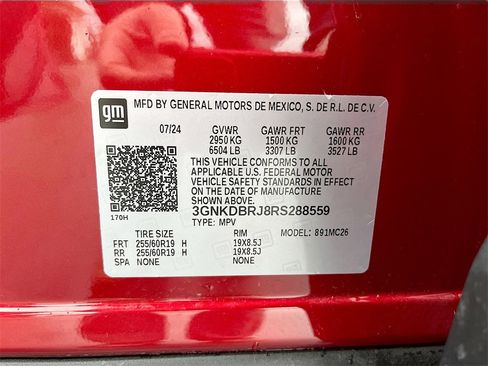 gm
MFD BY GENERAL MOTORS DE MEXICO, S. DE R.L. DE C.V.
07/24 GVWR GAWR FRT GAWR RR
2950 KG 1500 KG 1600 KG
6504 LB 3307 LB 3527 LB
THIS VEHICLE CONFORMS TO ALL
APPLICABLE U.S. FEDERAL MOTOR
VEHICLE SAFETY STANDARDS IN EFFECT
ON THE DATE OF MANUFACTURE
SHOWN ABOVE.
3GNKDBRJ8RS288559
170H TYPE: MPV
TIRE SIZE RIM MODEL: 891MC26
FRT 255/60R19 H 19X8.5J
RR 255/60R19 H 19X8.5J
SPA NONE NONE